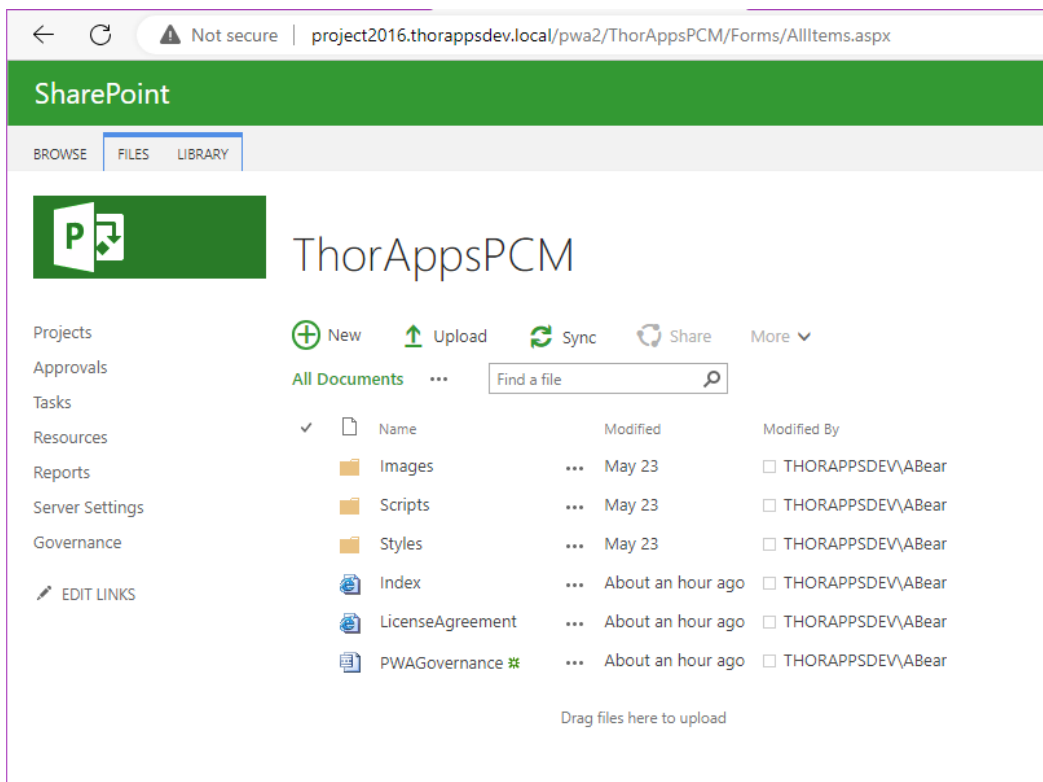 Not secure project2016.thorappsdev.local/pwa2/ThorAppsPCM/Forms/AllItems.aspx
SharePoint
BROWSE FILES LIBRARY
P
ThorAppsPCM
Projects
Approvals
Tasks
Resources
Reports
Server Settings
Governance
EDIT LINKS
New Upload Sync Share More
All Documents ... Find a file
Name Modified Modified By
Images ... May 23 THORAPPSDEV\ABear
Scripts ... May 23 THORAPPSDEV\ABear
Styles ... May 23 THORAPPSDEV\ABear
Index ... About an hour ago THORAPPSDEV\ABear
LicenseAgreement ... About an hour ago THORAPPSDEV\ABear
PWAGovernance ... About an hour ago THORAPPSDEV\ABear
Drag files here to upload